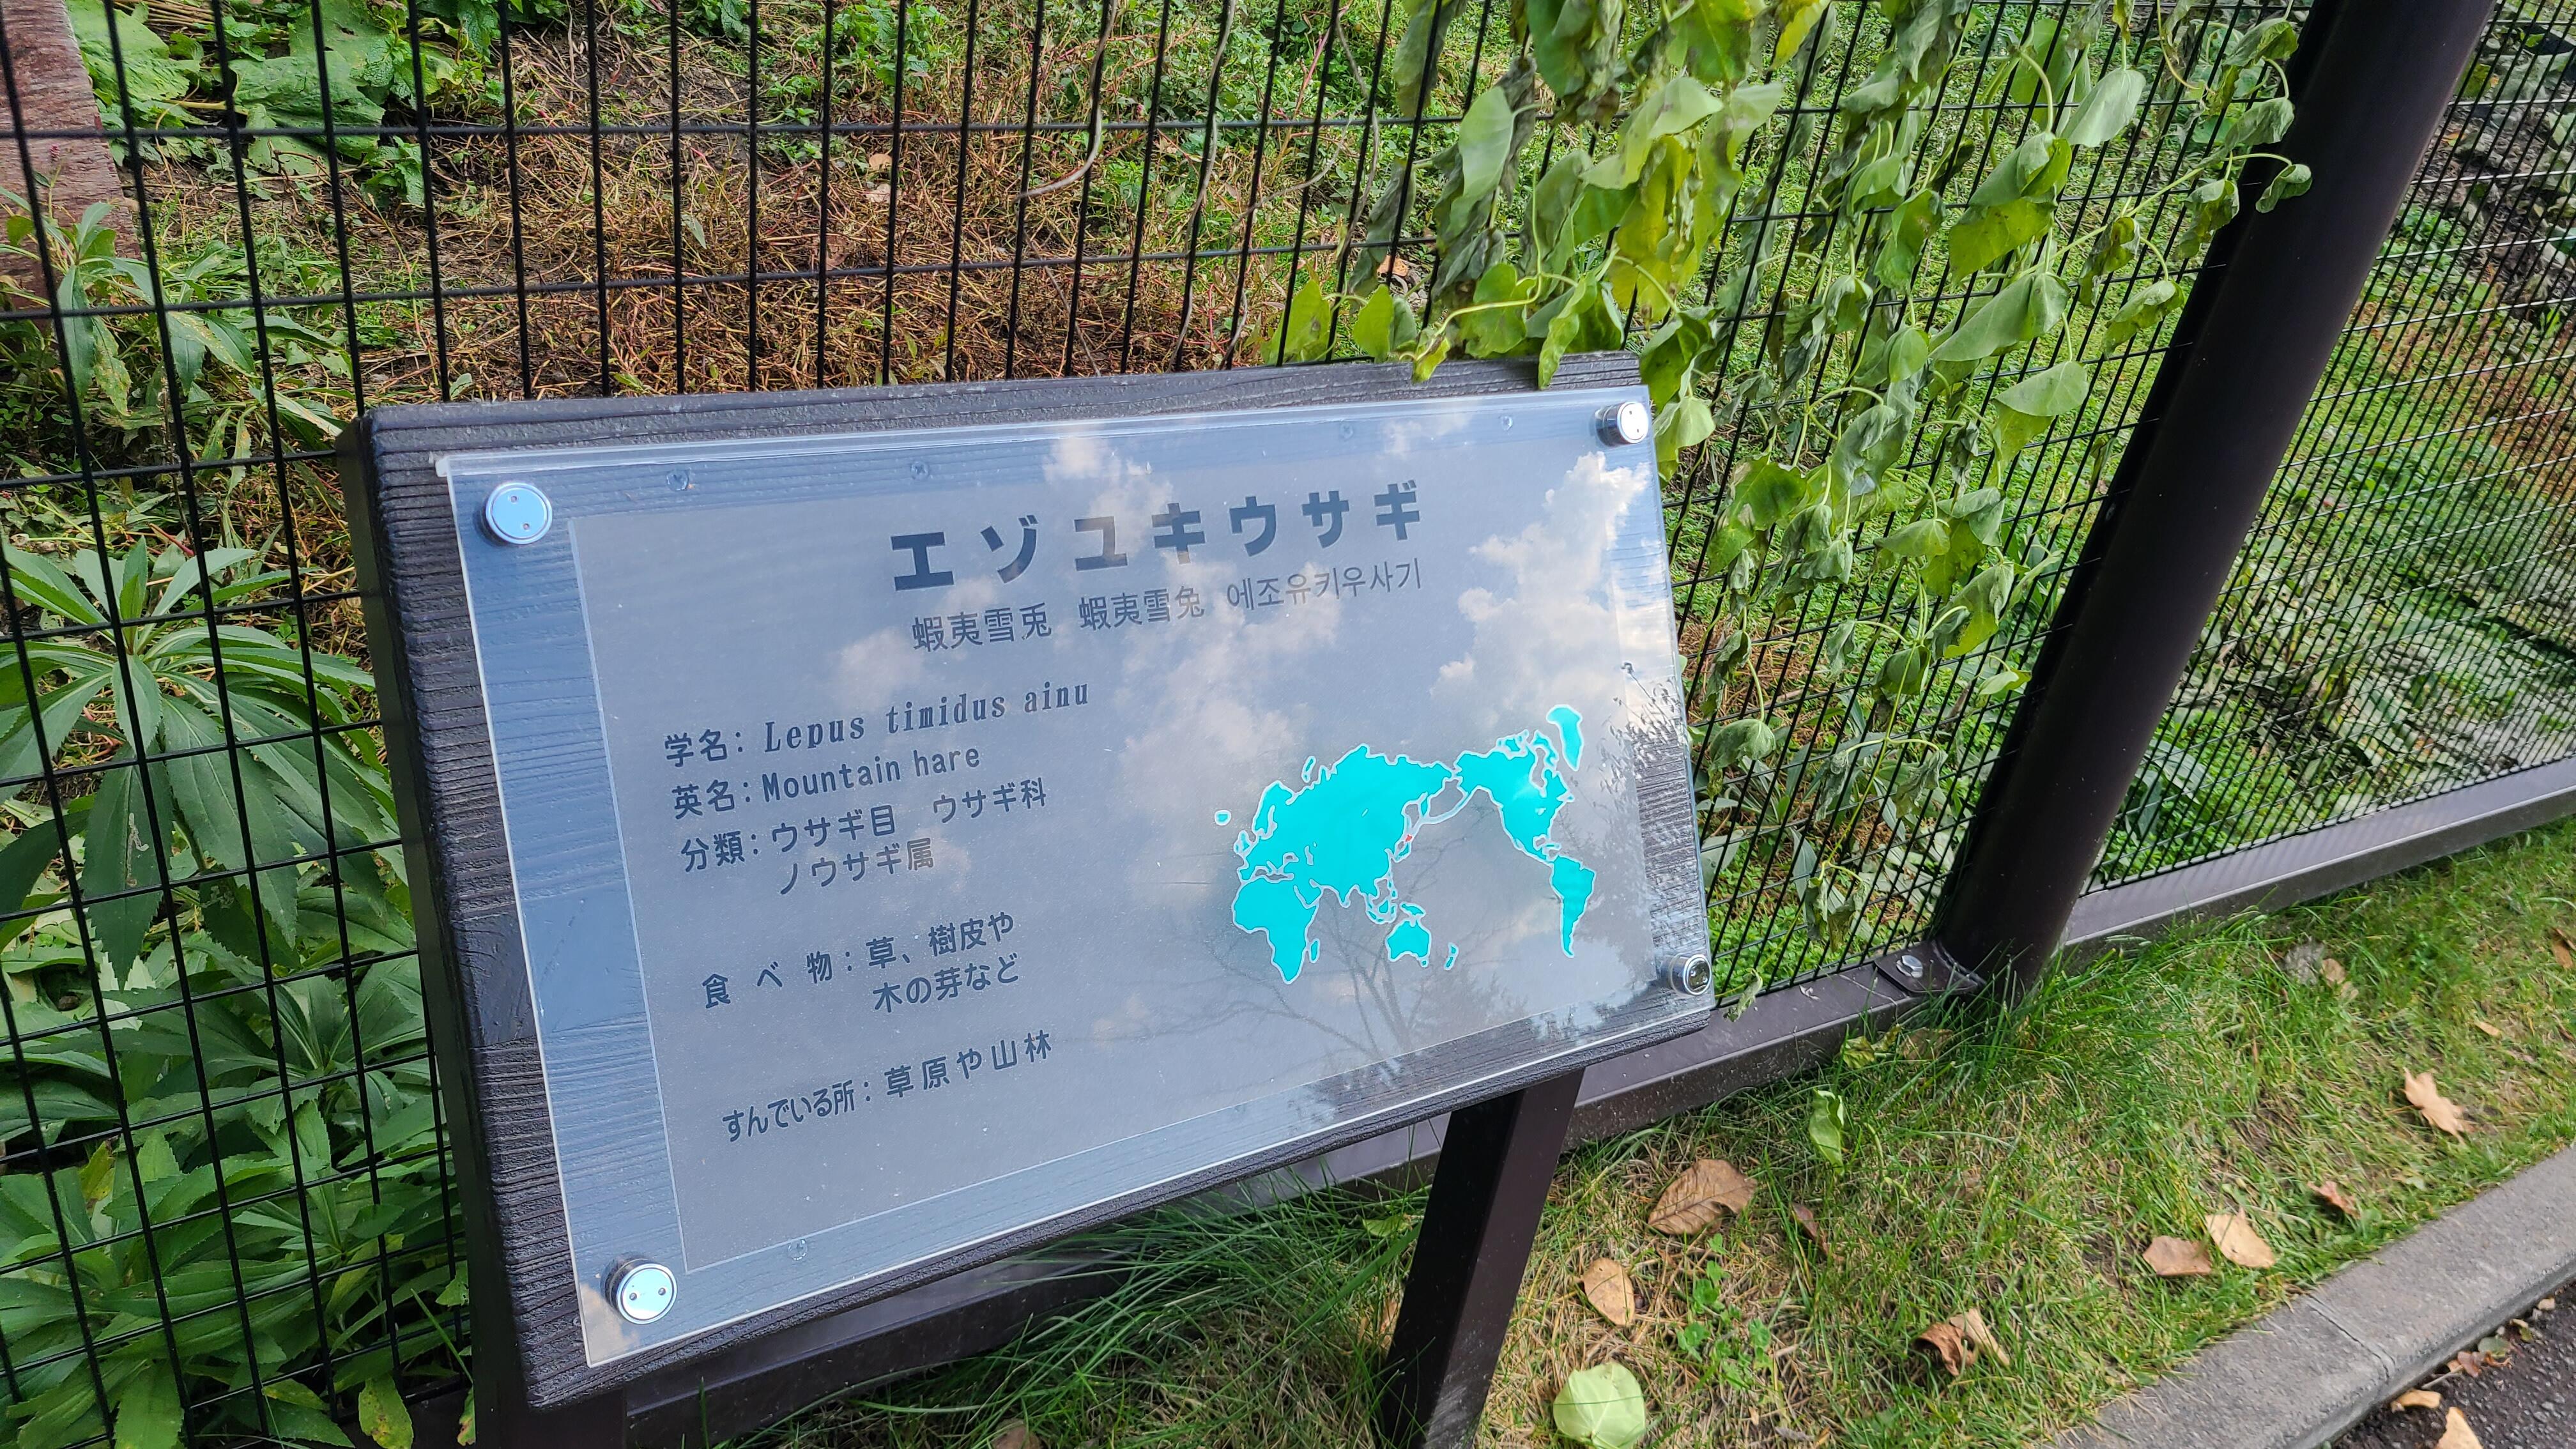 エゾユキウサギ
蝦夷雪兎 蝦夷雪兔 에조유키우사기
学名：Lepus timidus ainu
英名：Mountain hare
分類：ウサギ目　ウサギ科
ノウサギ属
食べ物：草、樹皮や
木の芽など
すんでいる所：草原や山林